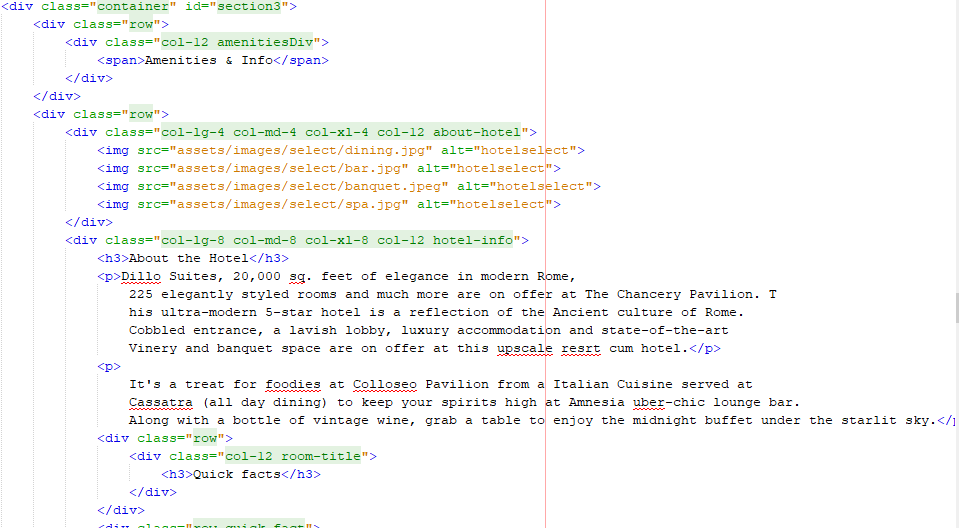 <div class="container" id="section3">
<div class="row">
<div class="col-12 amenitiesDiv">
<span>Amenities & Info</span>
</div>
</div>
<div class="row">
<div class="col-lg-4 col-md-4 col-xl-4 col-12 about-hotel">
<img src="assets/images/select/dining.jpg" alt="hotelselect">
<img src="assets/images/select/bar.jpg" alt="hotelselect">
<img src="assets/images/select/banquet.jpeg" alt="hotelselect">
<img src="assets/images/select/spa.jpg" alt="hotelselect">
</div>
<div class="col-lg-8 col-md-8 col-xl-8 col-12 hotel-info">
<h3>About the Hotel</h3>
<p>Dillo Suites, 20,000 sq. feet of elegance in modern Rome,
225 elegantly styled rooms and much more are on offer at The Chancery Pavilion. T
his ultra-modern 5-star hotel is a reflection of the Ancient culture of Rome.
Cobbled entrance, a lavish lobby, luxury accommodation and state-of-the-art
Vinery and banquet space are on offer at this upscale resrt cum hotel.</p>
<p>
It's a treat for foodies at Colloseo Pavilion from a Italian Cuisine served at
Cassatra (all day dining) to keep your spirits high at Amnesia uber-chic lounge bar.
Along with a bottle of vintage wine, grab a table to enjoy the midnight buffet under the starlit sky.</p
<div class="row">
<div class="col-12 room-title">
<h3>Quick facts</h3>
</div>
</div>
<div class="row quick-fact">